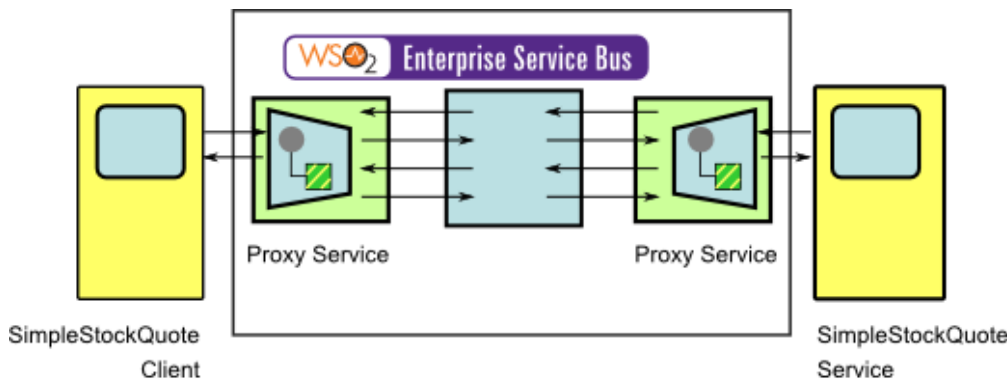 WSO2 Enterprise Service Bus
Proxy Service
Proxy Service
SimpleStockQuote
Client
SimpleStockQuote
Service